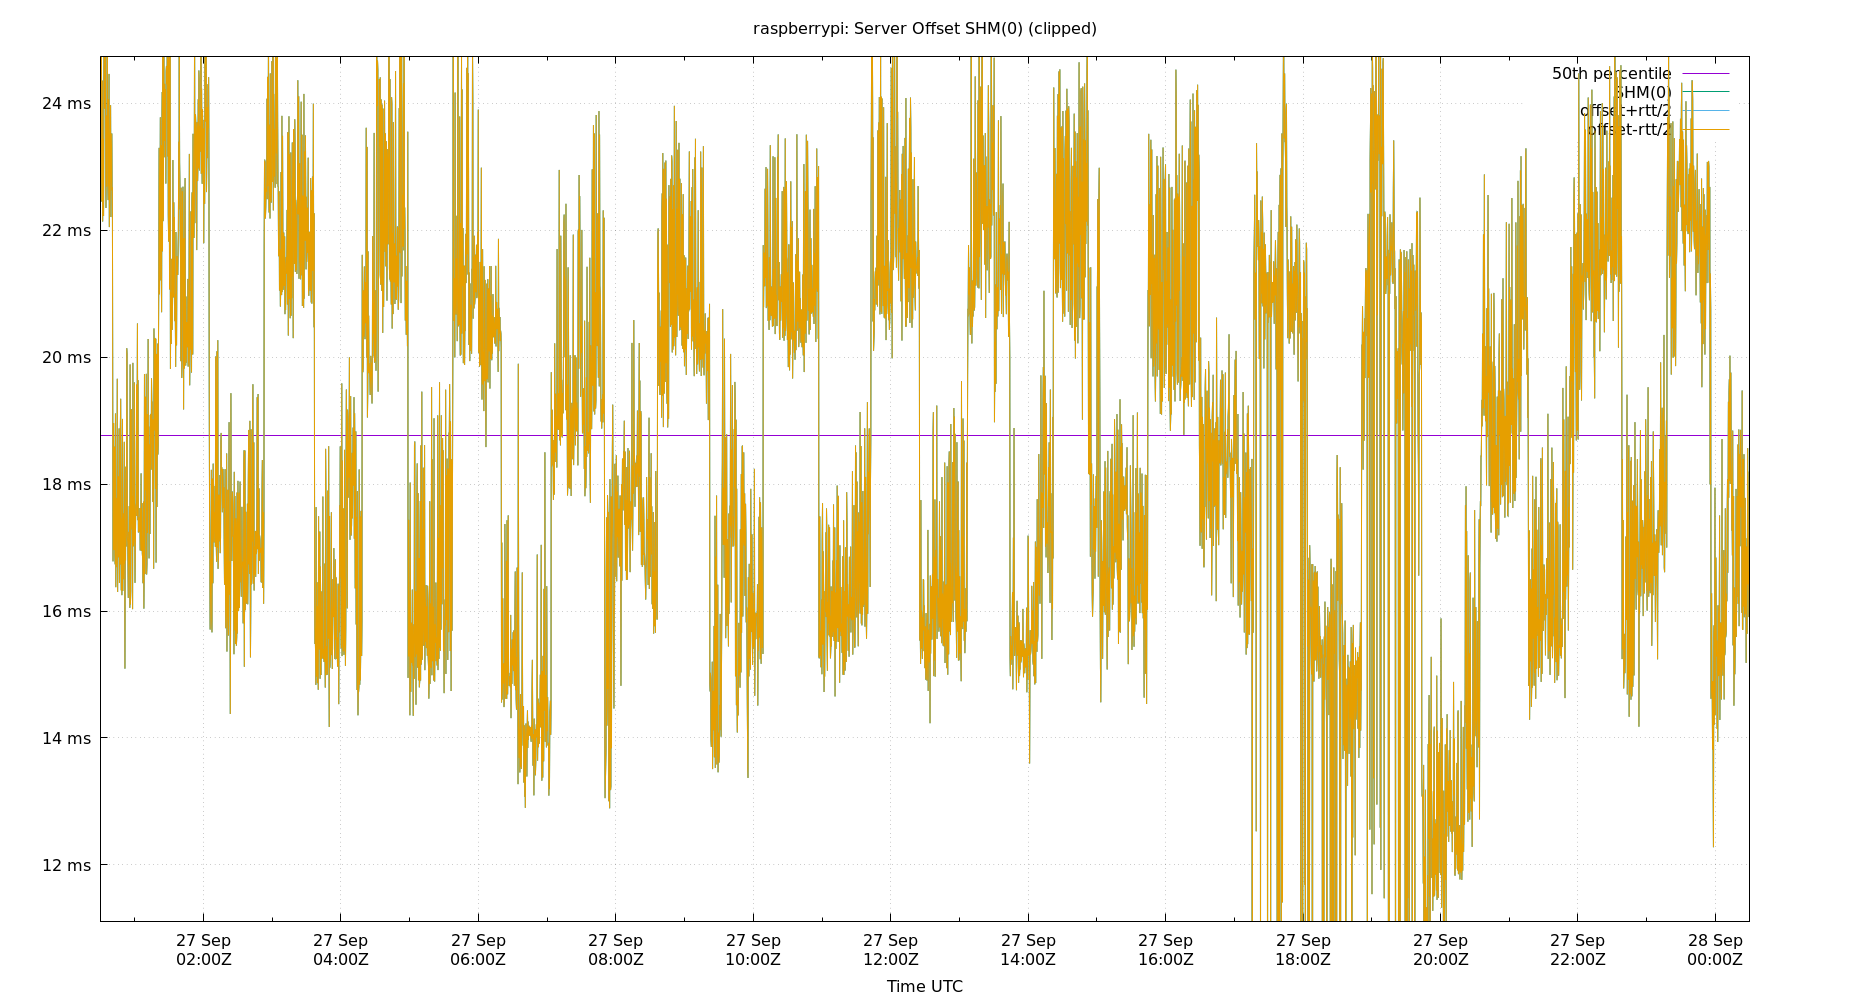 raspberrypi: Server Offset SHM(0) (clipped)
50th percentile
SHM(0)
offset+rtt/2
offset-rtt/2
24 ms
22 ms
20 ms
18 ms
16 ms
14 ms
12 ms
27 Sep 27 Sep 27 Sep 27 Sep 27 Sep 27 Sep 27 Sep 27 Sep 27 Sep 27 Sep 27 Sep 28 Sep
02:00Z 04:00Z 06:00Z 08:00Z 10:00Z 12:00Z 14:00Z 16:00Z 18:00Z 20:00Z 22:00Z 00:00Z
Time UTC